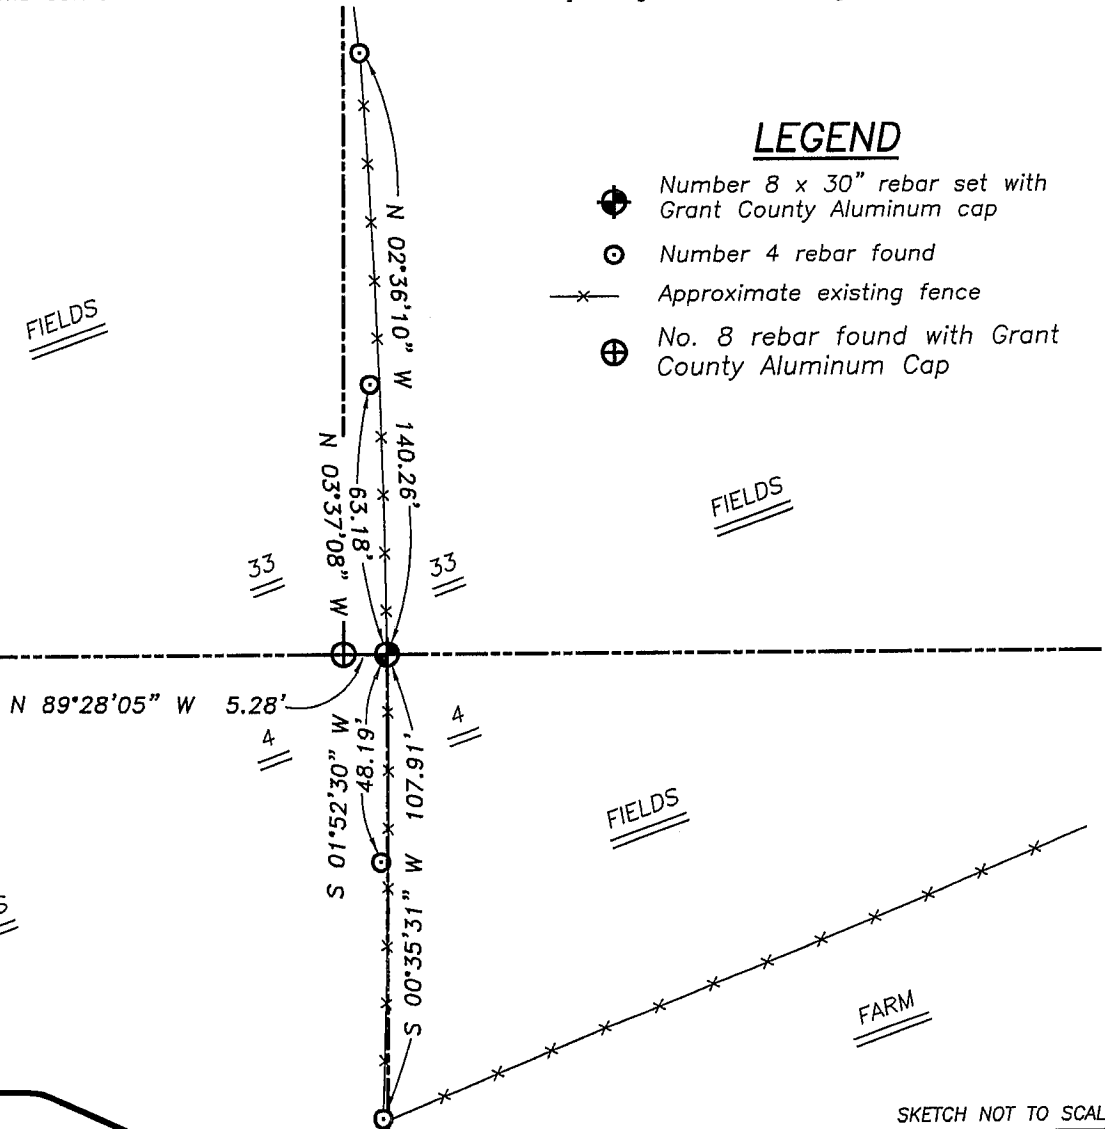 LEGEND
Number 8 x 30" rebar set with
Grant County Aluminum cap
Number 4 rebar found
Approximate existing fence
No. 8 rebar found with Grant
County Aluminum Cap
FIELDS
N 02°36'10" W 140.26'
N 03°37'08" W
63.18'
FIELDS
33
33
N 89°28'05" W 5.28'
4
4
S 01°52'30" W
48.19'
S 00°35'31" W 107.91'
FIELDS
FARM
SKETCH NOT TO SCAL